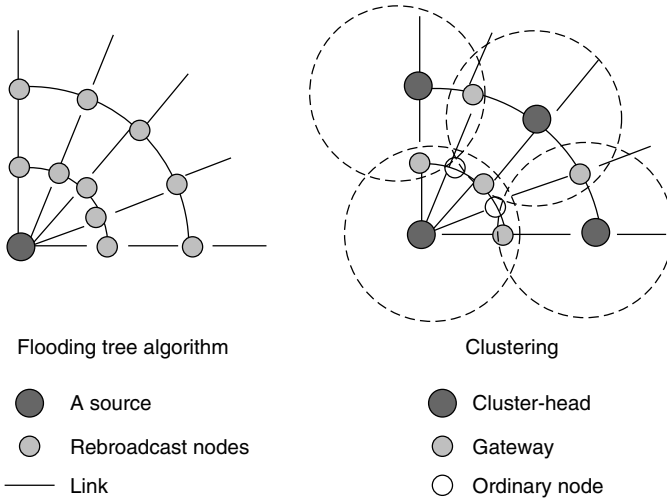 Flooding tree algorithm
A source
Rebroadcast nodes
Link
Clustering
Cluster-head
Gateway
Ordinary node